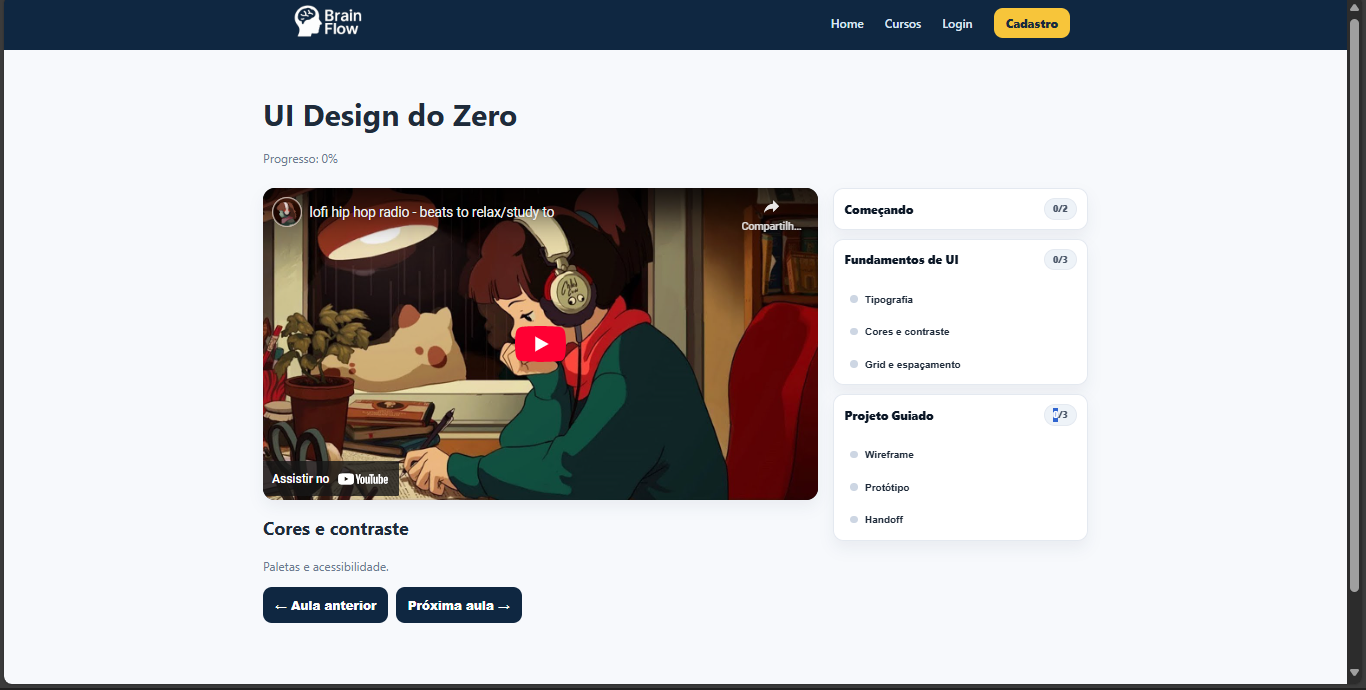 Brain
Flow
Home
Cursos
Login
Cadastro
UI Design do Zero
Progresso: 0%
lofi hip hop radio - beats to relax/study to
Compartilh...
Assistir no YouTube
Cores e contraste
Paletas e acessibilidade.
← Aula anterior
Próxima aula →
Começando
0/2
Fundamentos de UI
0/3
Tipografia
Cores e contraste
Grid e espaçamento
Projeto Guiado
0/3
Wireframe
Protótipo
Handoff